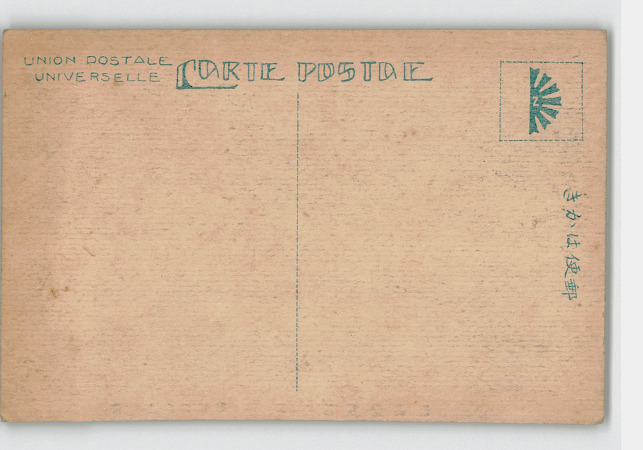 UNION POSTALE
UNIVERSELLE
CARTE POSTALE
きかは便郵